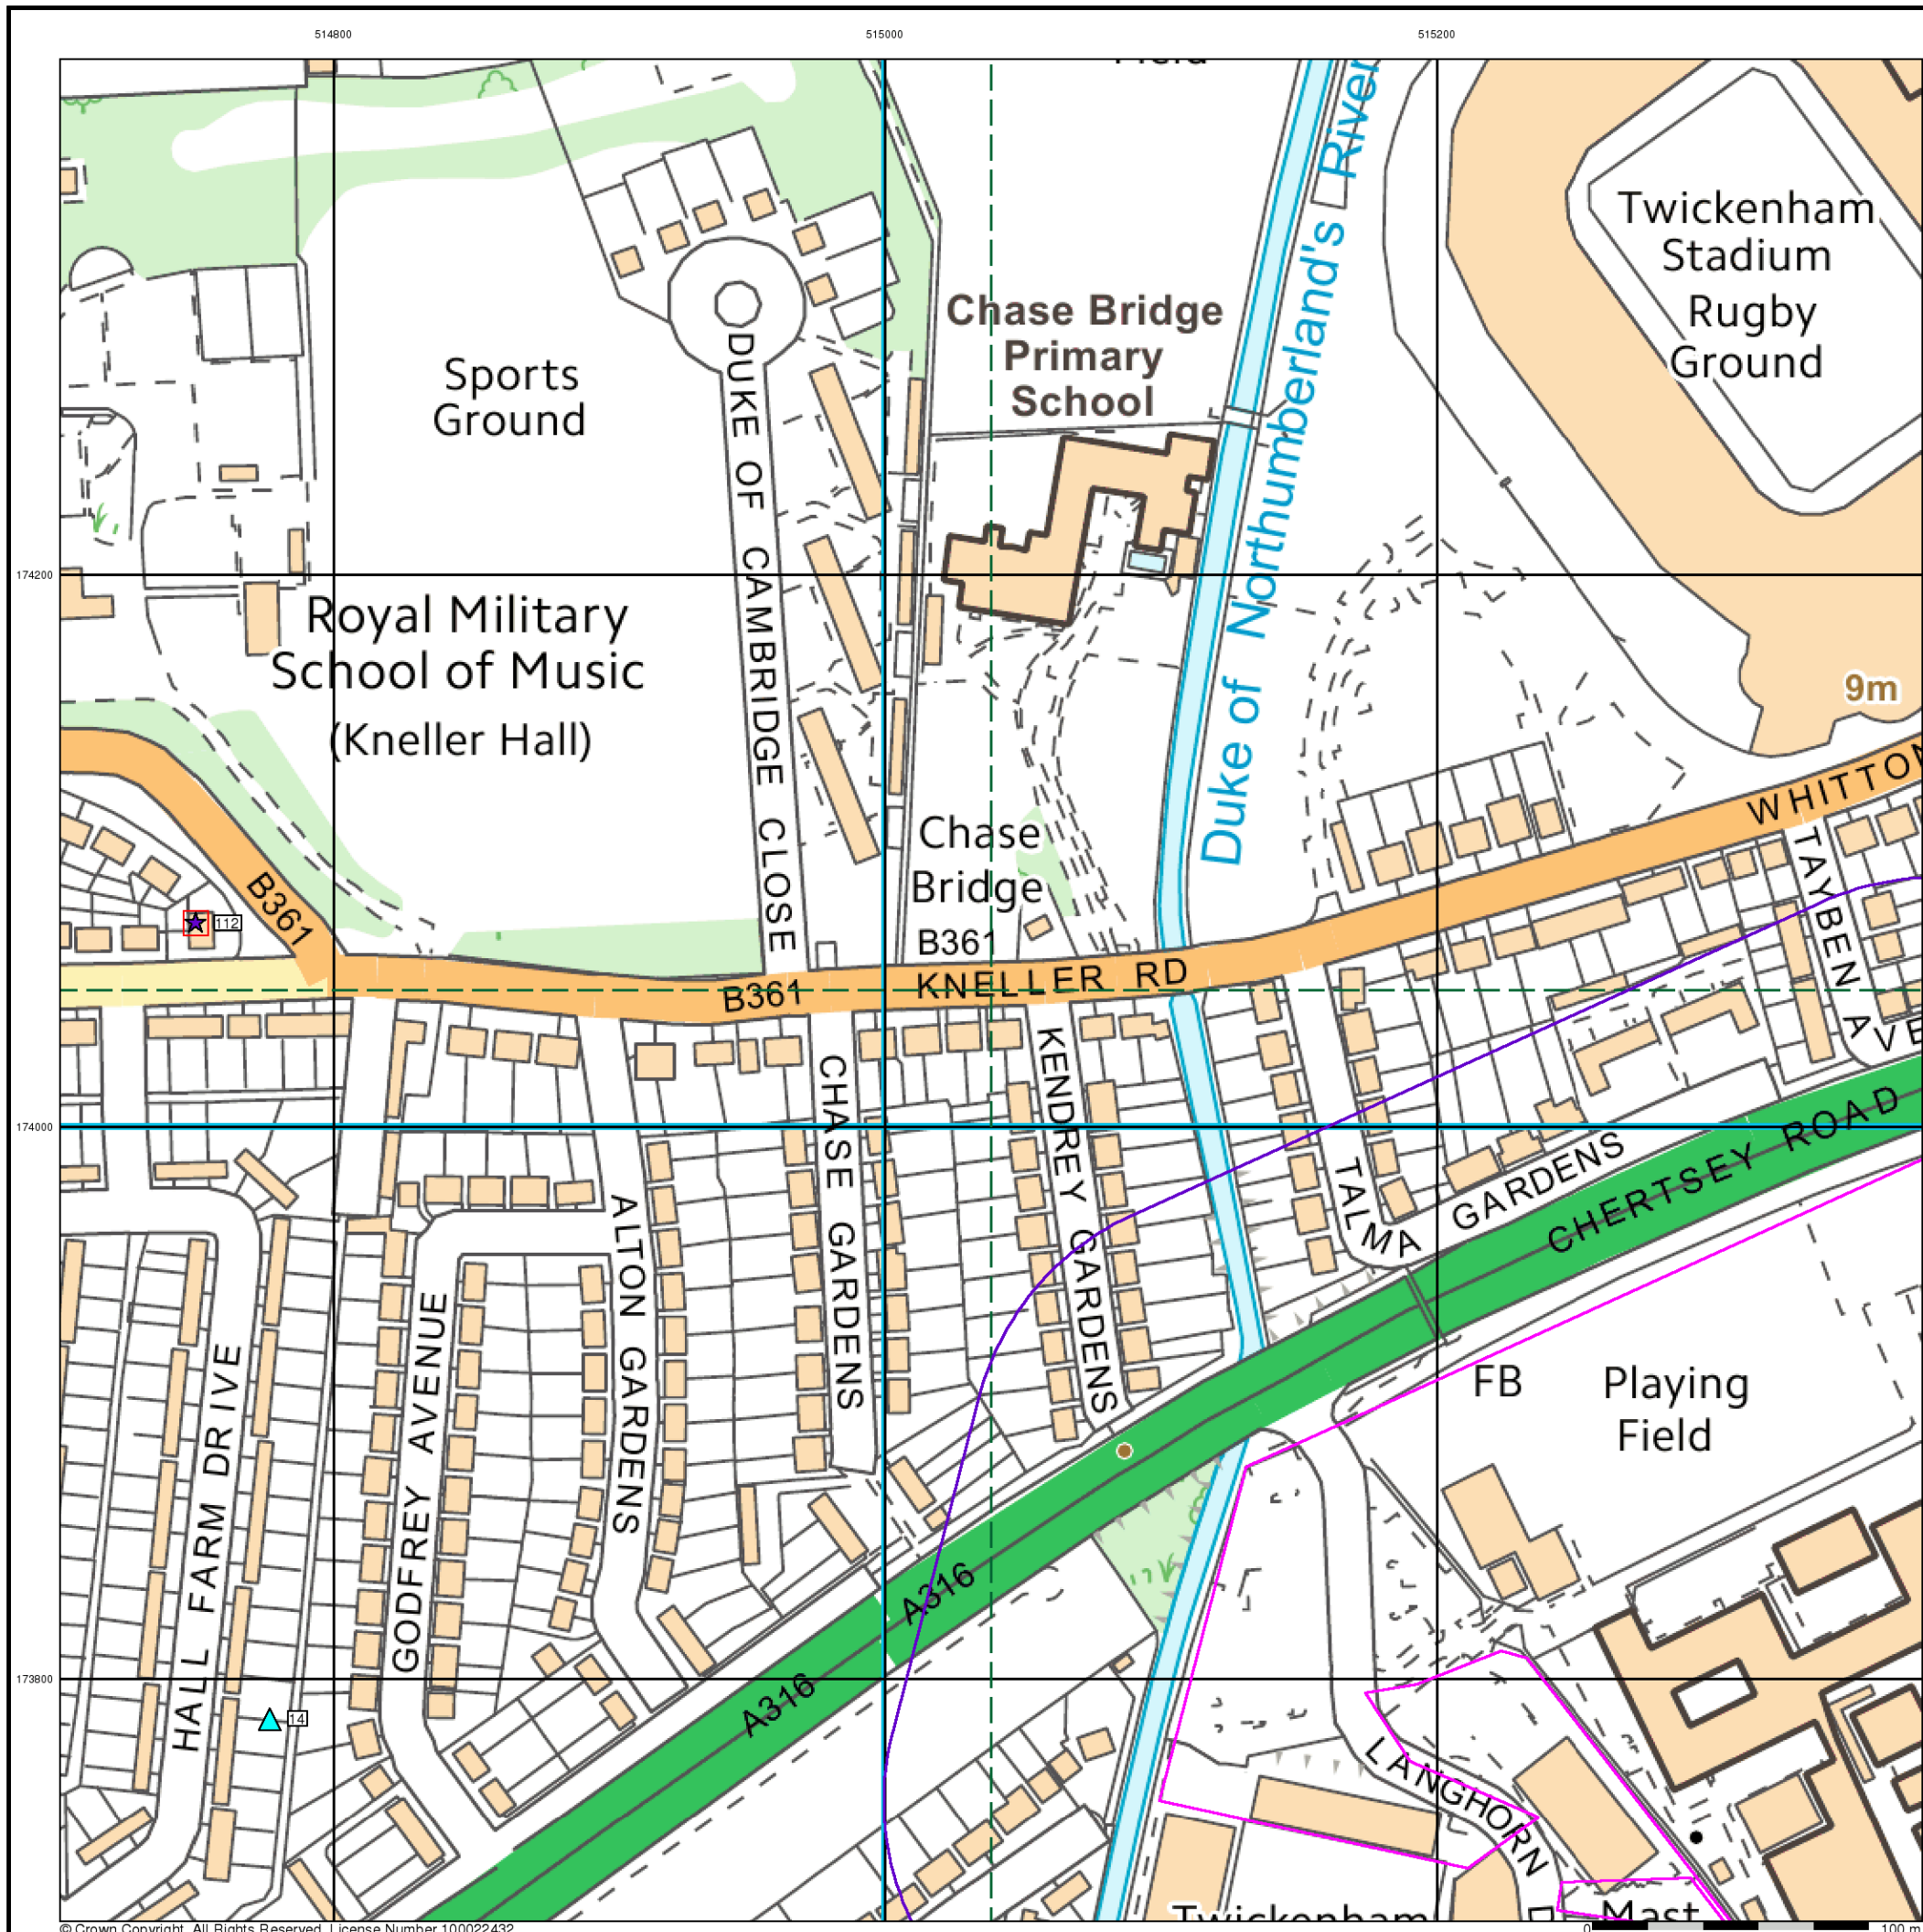 514800
515000
515200
Duke of Northumberland's River
Twickenham
Stadium
Rugby
Ground
Chase Bridge
Primary
School
Sports
Ground
DUKE OF CAMBRIDGE CLOSE
174200
Royal Military
School of Music
(Kneller Hall)
9m
WHITTON
Chase
Bridge
TAYBEN AVE
B361
112
B361
KNELLER RD
B361
CHASE GARDENS
KENDREY GARDENS
174000
CHERTSEY ROAD
TALMA GARDENS
ALTON GARDENS
GODFREY AVENUE
HALL FARM DRIVE
FB
Playing
Field
A316
173800
A316
14
LANGHORN D
Twickenham
Mast
© Crown Copyright. All Rights Reserved. License Number 100022432
0
100 m